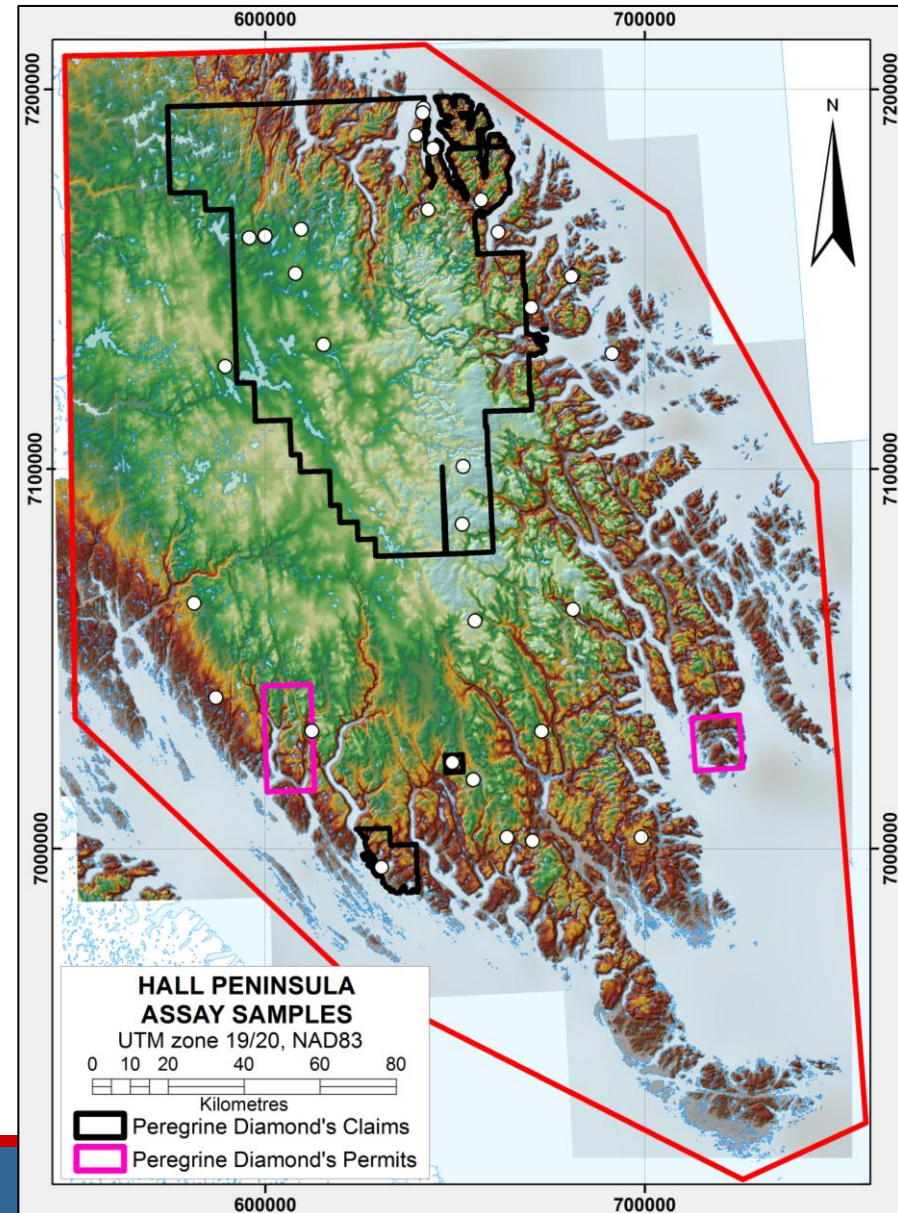 600000 700000
7200000 7200000
N
7100000 7100000
7000000 7000000
HALL PENINSULA
ASSAY SAMPLES
UTM zone 19/20, NAD83
0 10 20 40 60 80
Kilometres
Peregrine Diamond's Claims
Peregrine Diamond's Permits
600000 700000